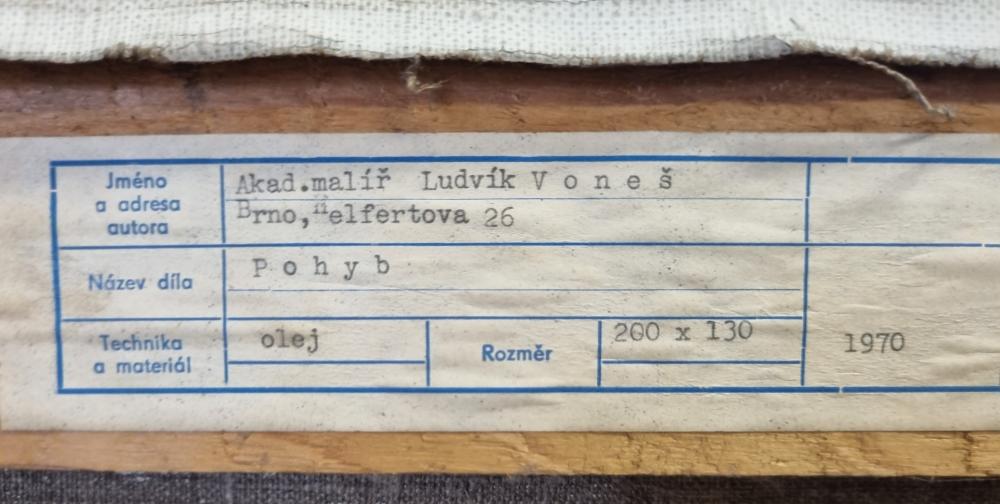 Jméno
a adresa
autora
Akad.malíř Ludvík V o n e š
Brno,Helfertova 26
Název díla
P o h y b
Technika
a materiál
olej
Rozměr
200 x 130
1970